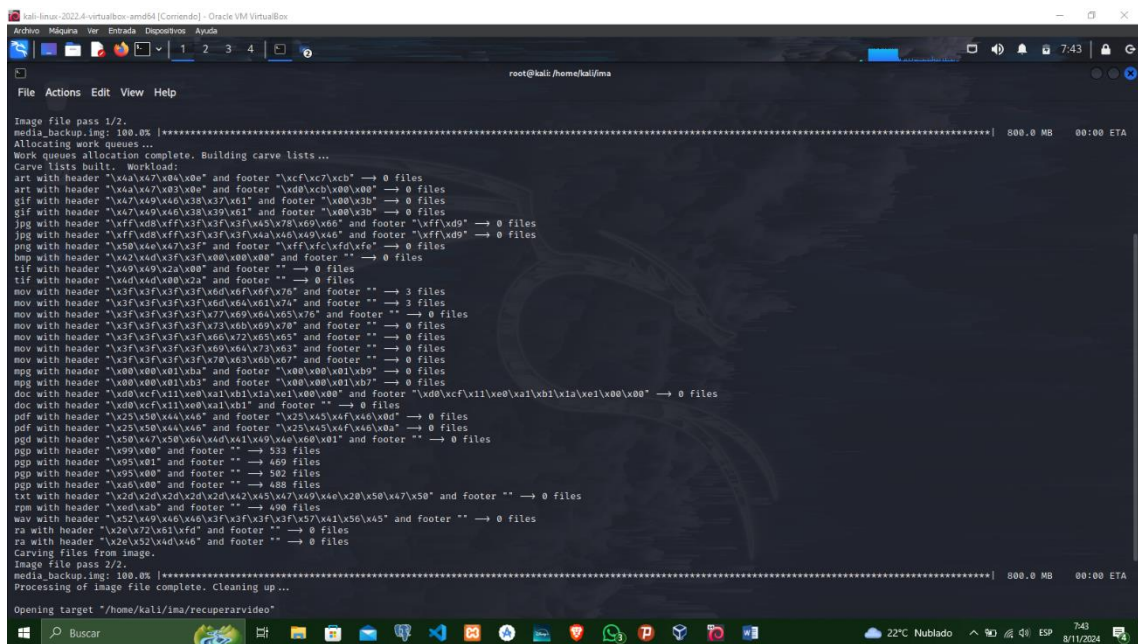 kali-linux-2022.4-virtualbox-amd64 [Corriendo] - Oracle VM VirtualBox
Archivo Máquina Ver Entrada Dispositivos Ayuda
1 2 3 4 7:43
root@kali: /home/kali/ima
File Actions Edit View Help
Image file pass 1/2.
media_backup.img: 100.0% |***| 800.0 MB 00:00 ETA
Allocating work queues...
Work queues allocation complete. Building carve lists...
Carve lists built. Workload:
art with header "\x4a\x47\x04\x0e" and footer "\xcf\xc7\xcb" → 0 files
art with header "\x4a\x47\x03\x0e" and footer "\xd0\xcb\x00\x00" → 0 files
gif with header "\x47\x49\x46\x38\x37\x61" and footer "\x00\x3b" → 0 files
gif with header "\x47\x49\x46\x38\x39\x61" and footer "\x00\x3b" → 0 files
jpg with header "\xff\xd8\xff\x3f\x3f\x3f\x45\x78\x69\x66" and footer "\xff\xd9" → 0 files
jpg with header "\xff\xd8\xff\x3f\x3f\x3f\x4a\x46\x49\x46" and footer "\xff\xd9" → 0 files
png with header "\x50\x4e\x47\x3f" and footer "\xff\xfc\xfd\xfe" → 0 files
bmp with header "\x42\x4d\x3f\x3f\x00\x00\x00" and footer "" → 0 files
tif with header "\x49\x49\x2a\x00" and footer "" → 0 files
tif with header "\x4d\x4d\x00\x2a" and footer "" → 0 files
mov with header "\x3f\x3f\x3f\x3f\x6d\x6f\x6f\x76" and footer "" → 3 files
mov with header "\x3f\x3f\x3f\x3f\x6d\x64\x61\x74" and footer "" → 3 files
mov with header "\x3f\x3f\x3f\x3f\x77\x69\x64\x65\x76" and footer "" → 0 files
mov with header "\x3f\x3f\x3f\x3f\x73\x6b\x69\x70" and footer "" → 0 files
mov with header "\x3f\x3f\x3f\x3f\x66\x72\x65\x65" and footer "" → 0 files
mov with header "\x3f\x3f\x3f\x3f\x69\x64\x73\x63" and footer "" → 0 files
mov with header "\x3f\x3f\x3f\x3f\x70\x63\x6b\x67" and footer "" → 0 files
mpg with header "\x00\x00\x01\xba" and footer "\x00\x00\x01\xb9" → 0 files
mpg with header "\x00\x00\x01\xb3" and footer "\x00\x00\x01\xb7" → 0 files
doc with header "\xd0\xcf\x11\xe0\xa1\xb1\x1a\xe1\x00\x00" and footer "\xd0\xcf\x11\xe0\xa1\xb1\x1a\xe1\x00\x00" → 0 files
doc with header "\xd0\xcf\x11\xe0\xa1\xb1" and footer "" → 0 files
pdf with header "\x25\x50\x44\x46" and footer "\x25\x45\x4f\x46\x0d" → 0 files
pdf with header "\x25\x50\x44\x46" and footer "\x25\x45\x4f\x46\x0a" → 0 files
pgd with header "\x50\x47\x50\x64\x4d\x41\x49\x4e\x60\x01" and footer "" → 0 files
pgp with header "\x99\x00" and footer "" → 533 files
pgp with header "\x95\x01" and footer "" → 469 files
pgp with header "\x95\x00" and footer "" → 502 files
pgp with header "\xa6\x00" and footer "" → 488 files
txt with header "\x2d\x2d\x2d\x2d\x2d\x42\x45\x47\x49\x4e\x20\x50\x47\x50" and footer "" → 0 files
rpm with header "\xed\xab" and footer "" → 490 files
wav with header "\x52\x49\x46\x46\x3f\x3f\x3f\x3f\x57\x41\x56\x45" and footer "" → 0 files
ra with header "\x2e\x72\x61\xfd" and footer "" → 0 files
ra with header "\x2e\x52\x4d\x46" and footer "" → 0 files
Carving files from image.
Image file pass 2/2.
media_backup.img: 100.0% |***| 800.0 MB 00:00 ETA
Processing of image file complete. Cleaning up...
Opening target "/home/kali/ima/recuperarvideo"
Buscar 22°C Nublado ESP 7:43
8/11/2024